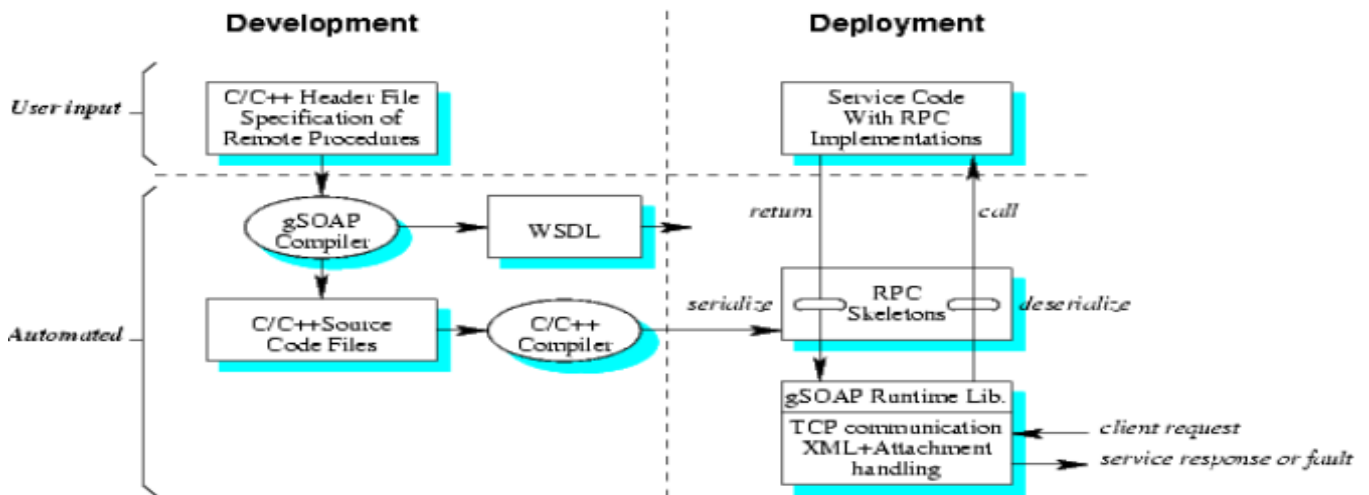 Development
Deployment
User input
C/C++ Header File
Specification of
Remote Procedures
Service Code
With RPC
Implementations
gSOAP
Compiler
WSDL
return
call
Automated
C/C++Source
Code Files
C/C++
Compiler
serialize
RPC
Skeletons
deserialize
gSOAP Runtime Lib.
TCP communication
XML+Attachment
handling
client request
service response or fault